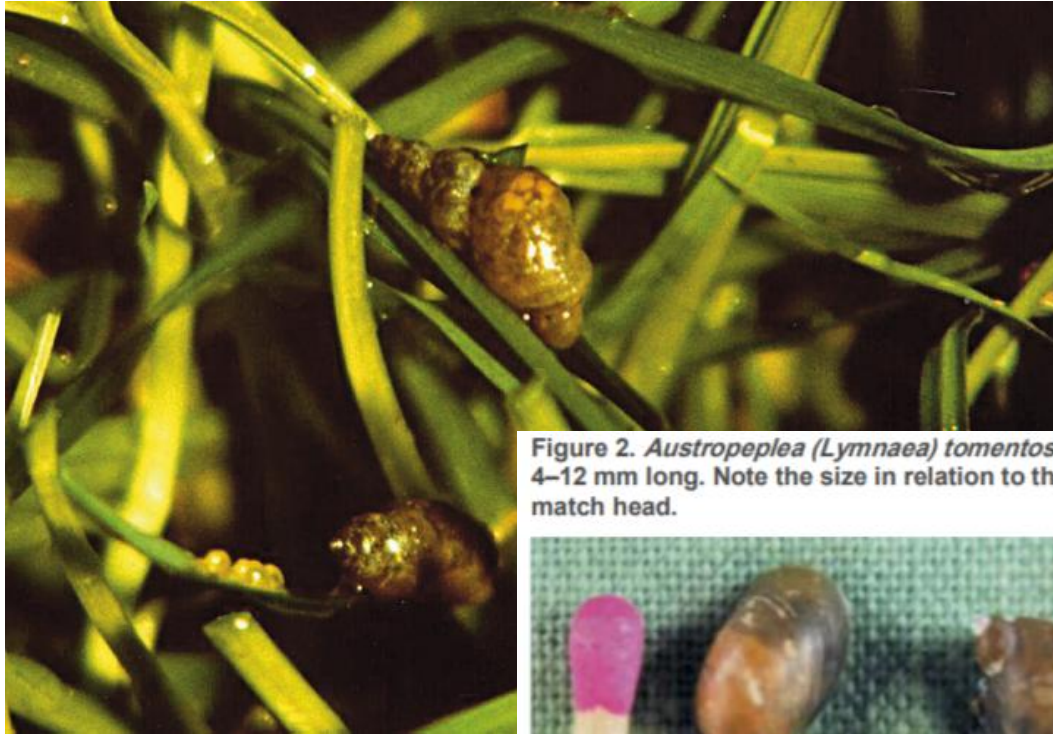 Figure 2. Austropeplea (Lymnaea) tomentos
4–12 mm long. Note the size in relation to th
match head.